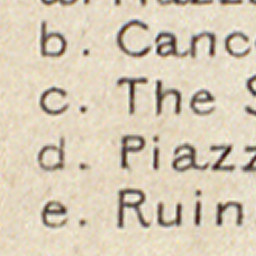 b. Canc
c. The S
d. Piazz
e. Ruin